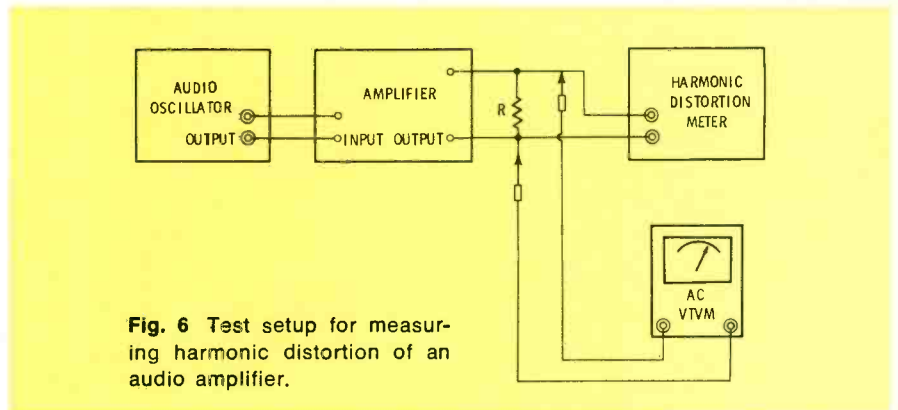 AUDIO
OSCILLATOR
OUTPUT
AMPLIFIER
INPUT OUTPUT
R
HARMONIC
DISTORTION
METER
AC
VTVM
Fig. 6 Test setup for measur-
ing harmonic distortion of an
audio amplifier.